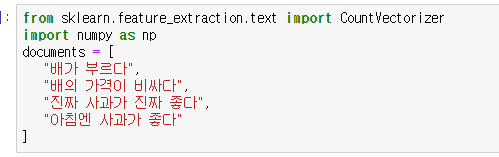 ]: from sklearn.feature_extraction.text import CountVectorizer
import numpy as np
documents = [
"배가 부르다",
"배의 가격이 비싸다",
"진짜 사과가 진짜 좋다",
"아침엔 사과가 좋다"
]